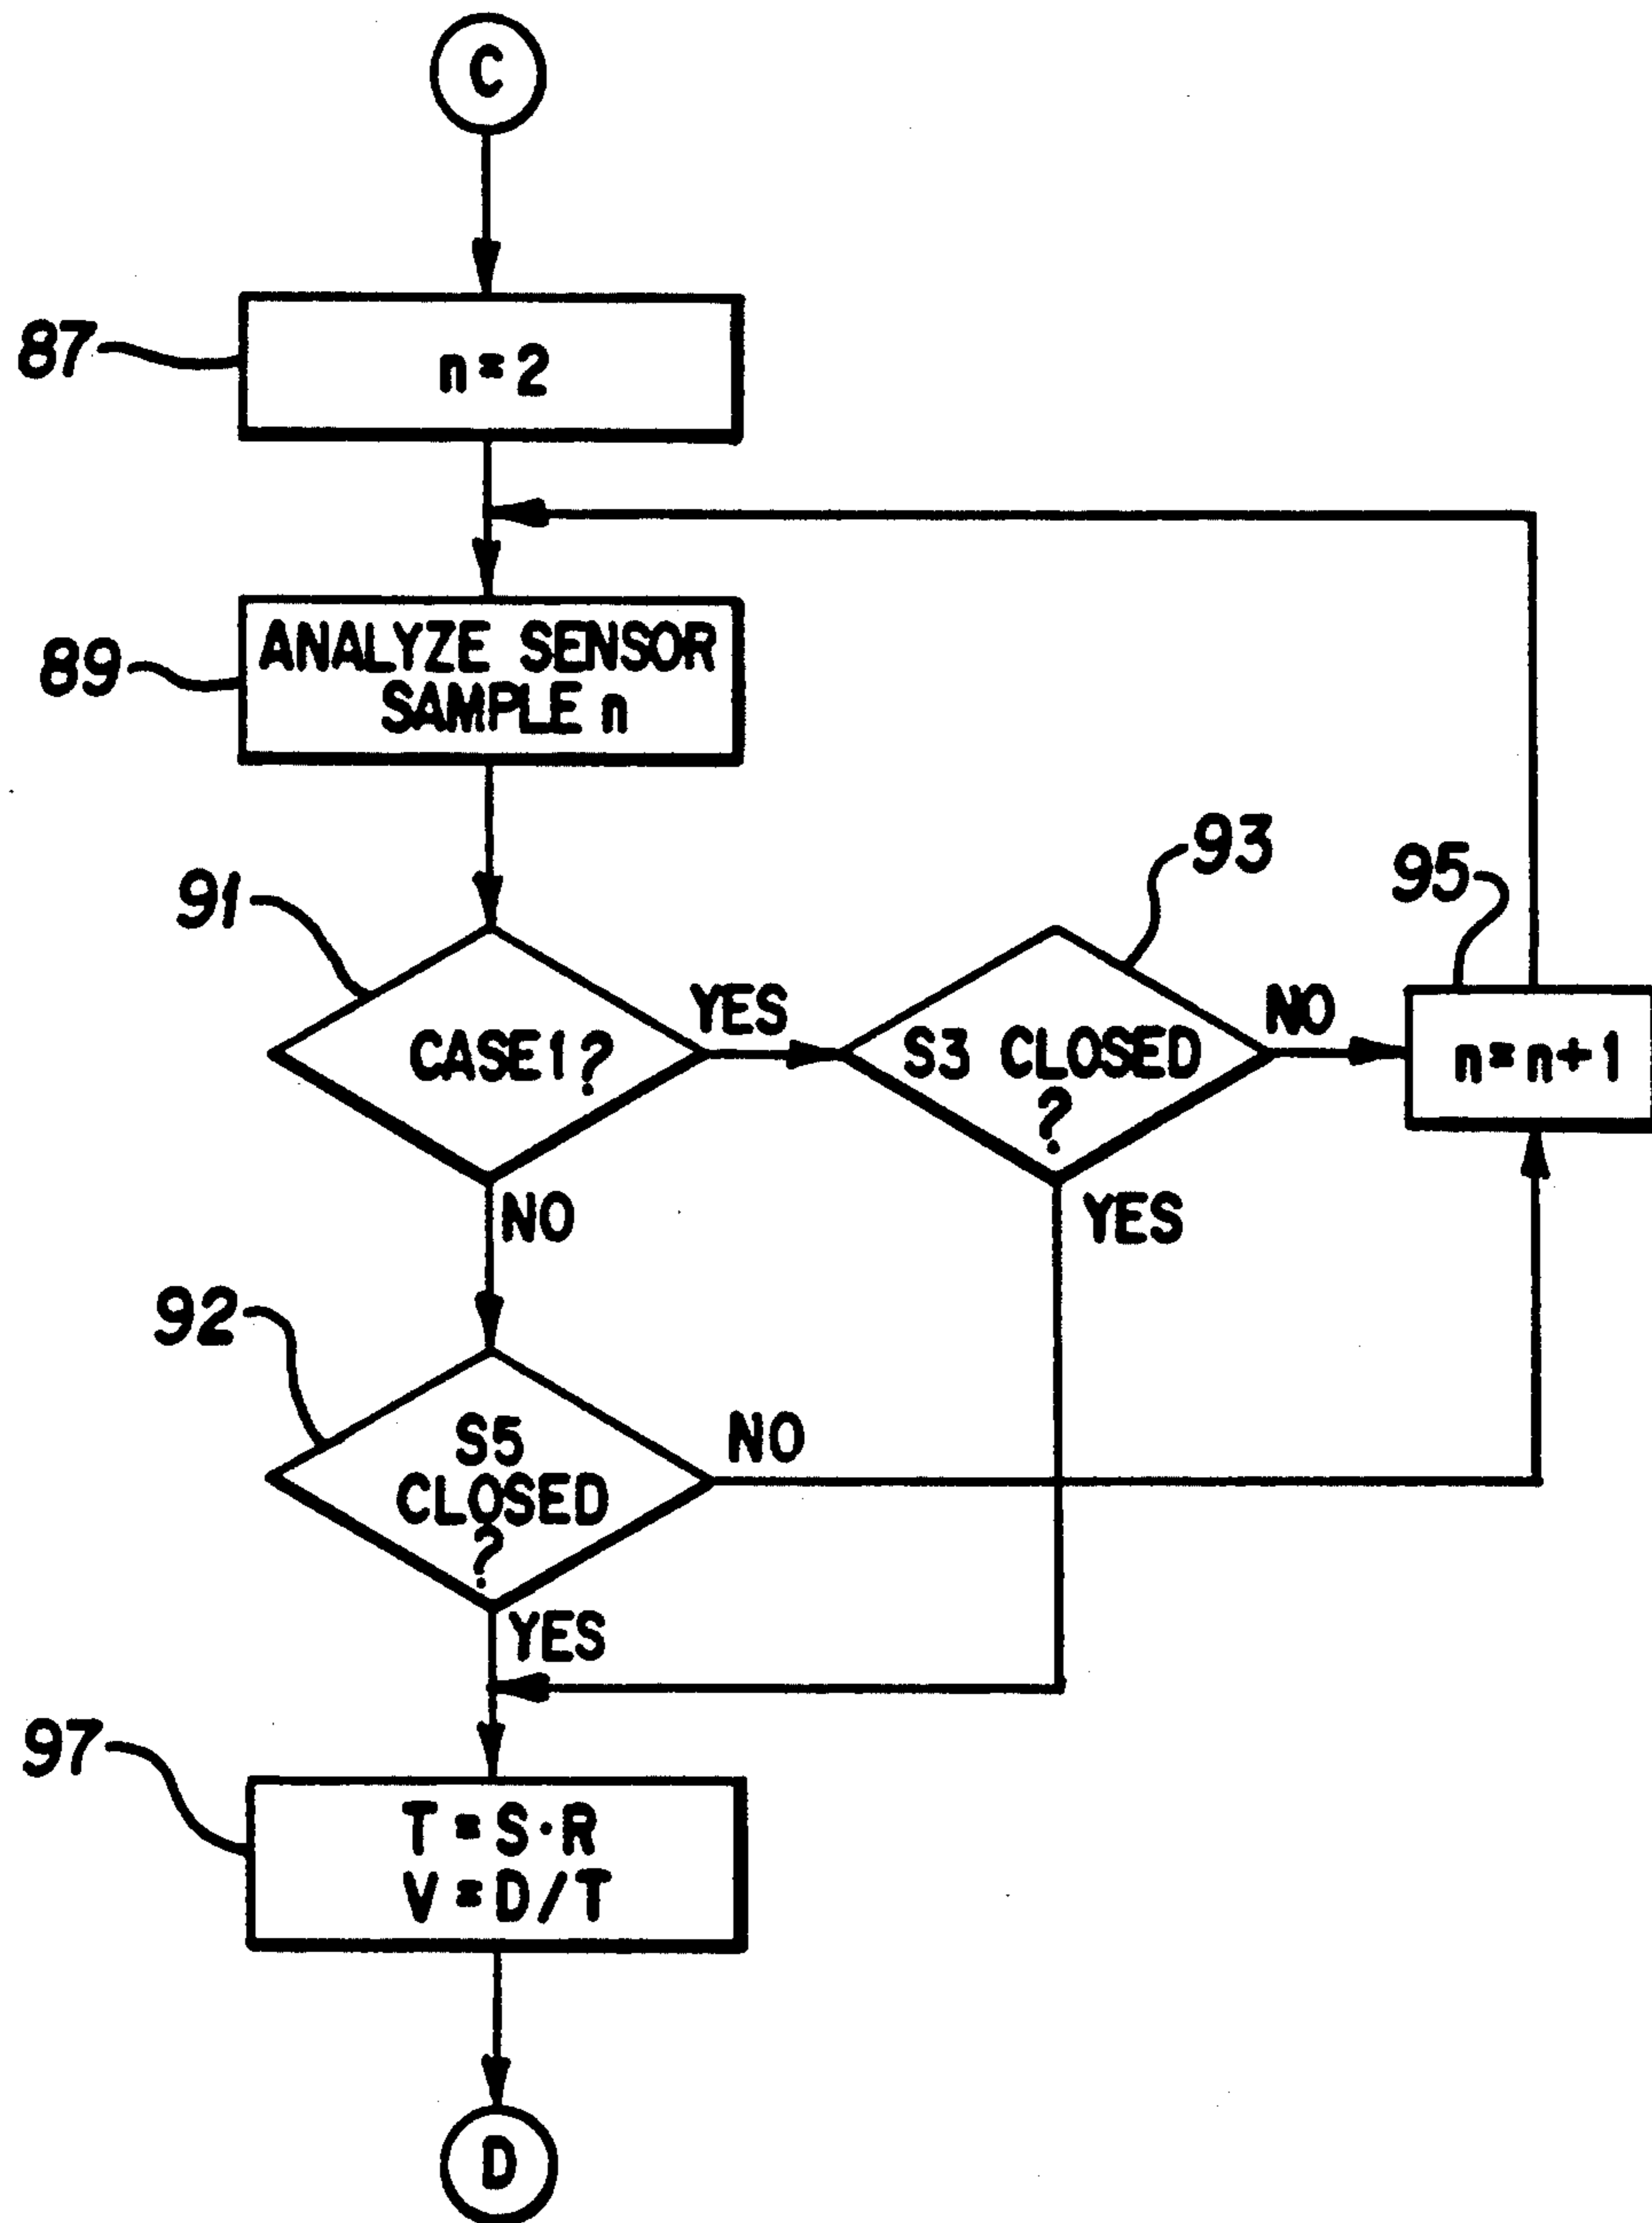 C
87
n=2
89
ANALYZE SENSOR
SAMPLE n
91
93
95
CASE1?
YES
S3 CLOSED
?
NO
n=n+1
NO
YES
92
S5
CLOSED
?
NO
YES
97
T=S·R
V=D/T
D